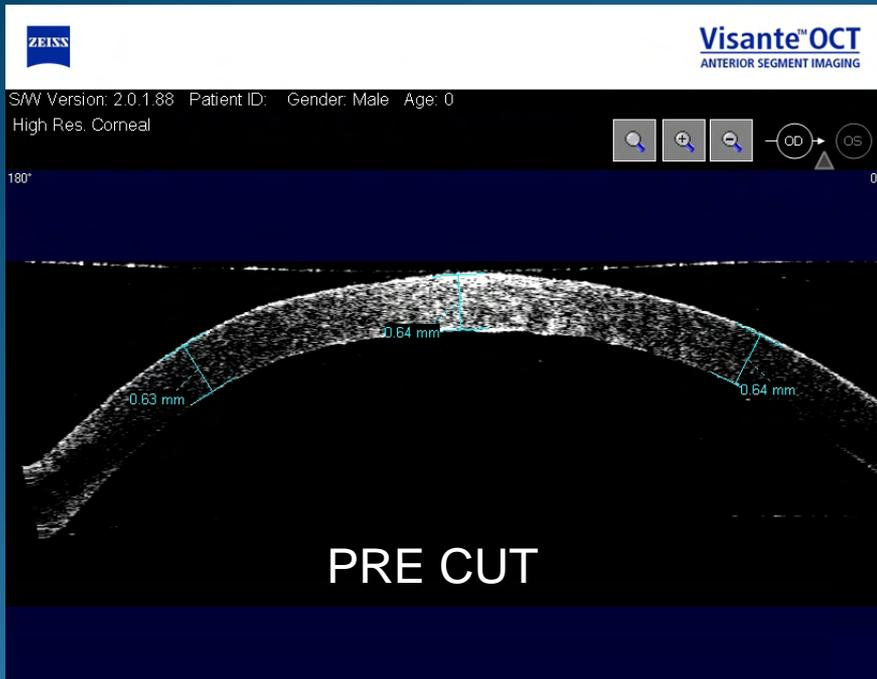 ZEISS
Visante™ OCT
ANTERIOR SEGMENT IMAGING
S/W Version: 2.0.1.88 Patient ID: Gender: Male Age: 0
High Res. Corneal
OD OS
180° 0
0.64 mm
0.63 mm
0.64 mm
PRE CUT